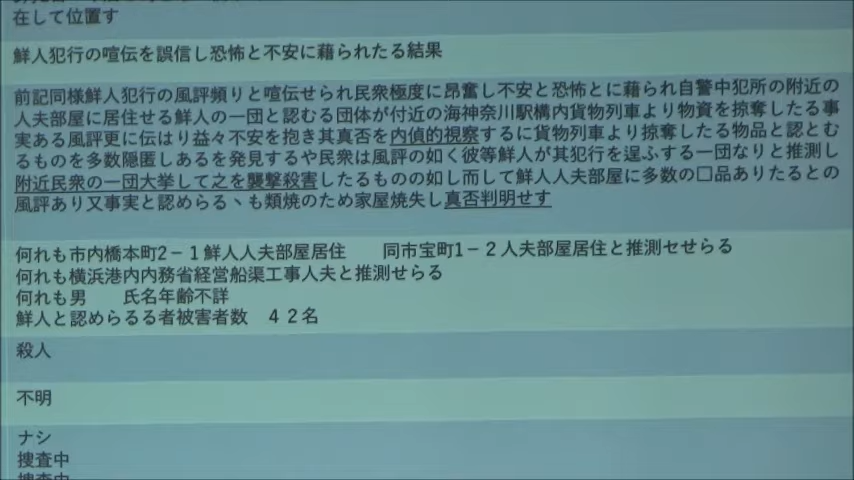 在して位置す
鮮人犯行の喧伝を誤信し恐怖と不安に藉られたる結果
前記同様鮮人犯行の風評頻りと喧伝せられ民衆極度に昂奮し不安と恐怖とに藉られ自警中犯所の附近の
人夫部屋に居住せる鮮人の一団と認むる団体が付近の海神奈川駅構内貨物列車より物資を掠奪したる事
実ある風評更に伝はり益々不安を抱き其真否を内偵的視察するに貨物列車より掠奪したる物品と認とむ
るものを多数隠匿しあるを発見するや民衆は風評の如く彼等鮮人が其犯行を逞ふする一団なりと推測し
附近民衆の一団大挙して之を襲撃殺害したるものの如し而して鮮人人夫部屋に多数の□品ありたるとの
風評あり又事実と認めらるヽも類焼のため家屋焼失し真否判明せす
何れも市内橋本町2－1鮮人人夫部屋居住　　同市宝町1－2人夫部屋居住と推測セせらる
何れも横浜港内内務省経営船渠工事人夫と推測せらる
何れも男　　氏名年齢不詳
鮮人と認めらるる者被害者数　４２名
殺人
不明
ナシ
捜査中
捜査中